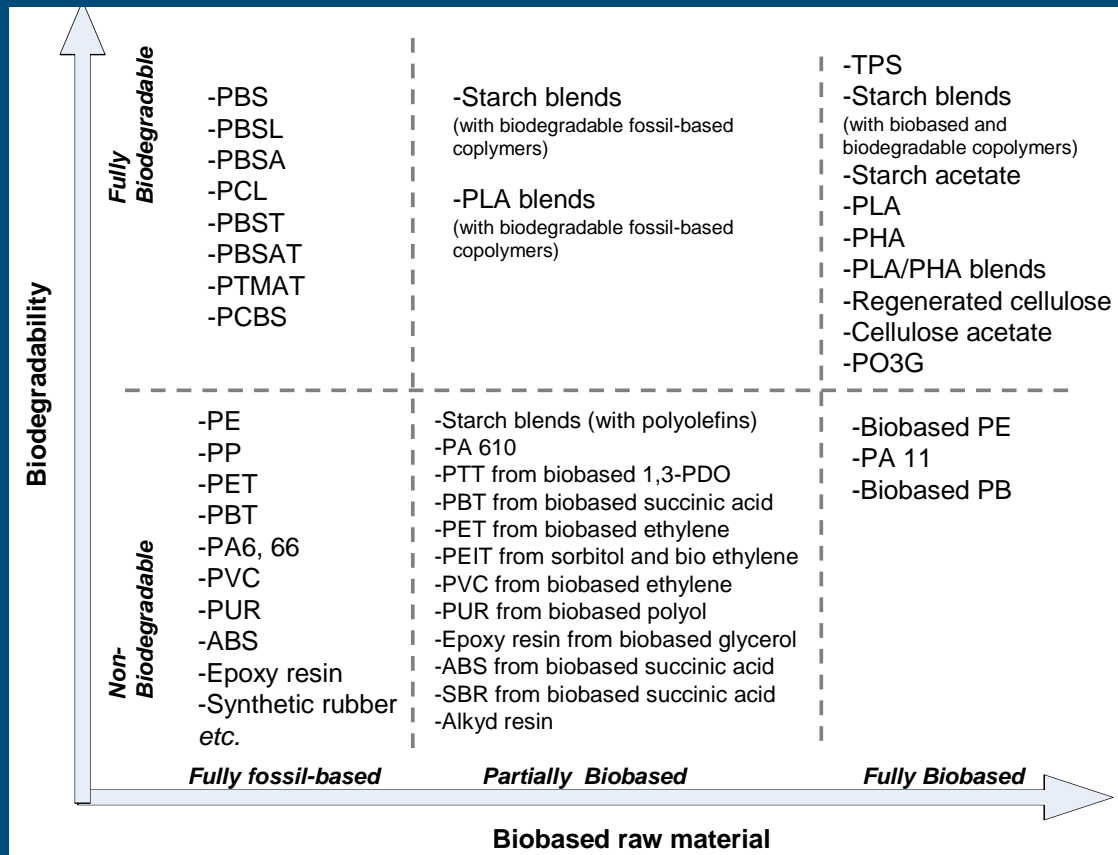 Biodegradability
Fully
Biodegradable
-PBS
-PBSL
-PBSA
-PCL
-PBST
-PBSAT
-PTMAT
-PCBS
-Starch blends
(with biodegradable fossil-based
coplymers)
-PLA blends
(with biodegradable fossil-based
copolymers)
-TPS
-Starch blends
(with biobased and
biodegradable copolymers)
-Starch acetate
-PLA
-PHA
-PLA/PHA blends
-Regenerated cellulose
-Cellulose acetate
-PO3G
Non-
Biodegradable
-PE
-PP
-PET
-PBT
-PA6, 66
-PVC
-PUR
-ABS
-Epoxy resin
-Synthetic rubber
etc.
-Starch blends (with polyolefins)
-PA 610
-PTT from biobased 1,3-PDO
-PBT from biobased succinic acid
-PET from biobased ethylene
-PEIT from sorbitol and bio ethylene
-PVC from biobased ethylene
-PUR from biobased polyol
-Epoxy resin from biobased glycerol
-ABS from biobased succinic acid
-SBR from biobased succinic acid
-Alkyd resin
-Biobased PE
-PA 11
-Biobased PB
Fully fossil-based
Partially Biobased
Fully Biobased
Biobased raw material